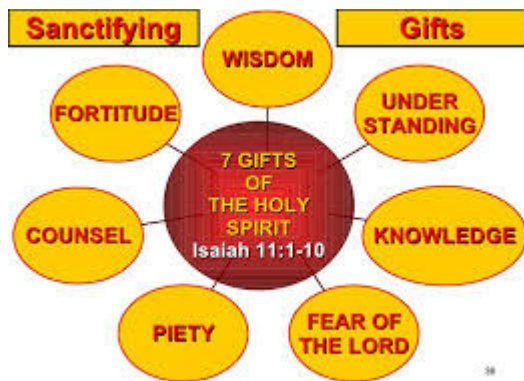 Sanctifying
Gifts
WISDOM
UNDER
STANDING
KNOWLEDGE
FEAR OF
THE LORD
PIETY
COUNSEL
FORTITUDE
7 GIFTS
OF
THE HOLY
SPIRIT
Isaiah 11:1-10